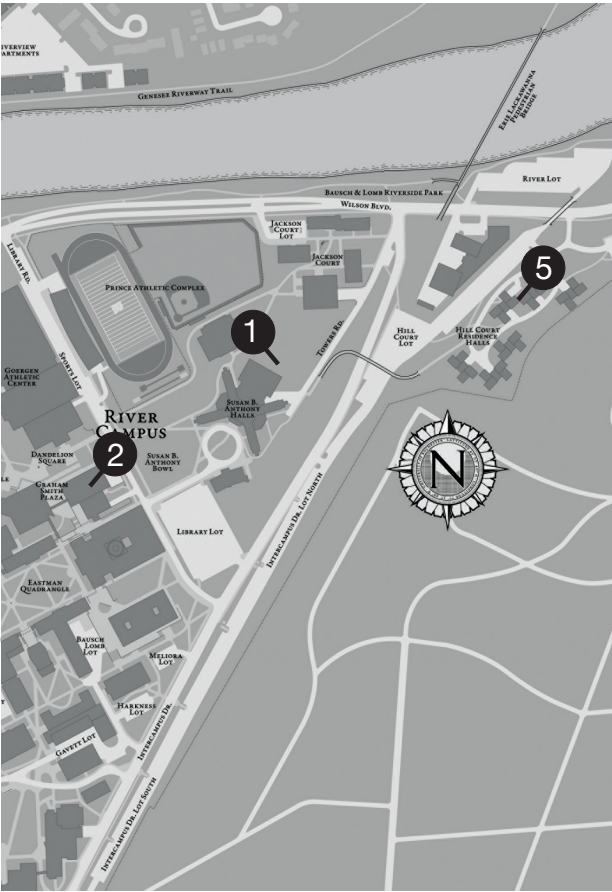 IVERVIEW
PARTMENTS
GENESEE RIVERWAY TRAIL
ERIE LACKAWANNA
PEDESTRIAN
BRIDGE
RIVER LOT
BAUSCH & LOMB RIVERSIDE PARK
WILSON BLVD.
JACKSON
COURT
LOT
LIBRARY RD.
JACKSON
COURT
5
PRINCE ATHLETIC COMPLEX
1
TOWERS RD.
HILL
COURT
LOT
HILL COURT
RESIDENCE
HALLS
SPORTS LOT
GOERGEN
ATHLETIC
CENTER
SUSAN B.
ANTHONY
HALLS
RIVER
CAMPUS
2
DANDELION
SQUARE
SUSAN B.
ANTHONY
BOWL
N
LE
GRAHAM
SMITH
PLAZA
LIBRARY LOT
INTERCAMPUS DR. LOT NORTH
EASTMAN
QUADRANGLE
BAUSCH
LOMB
LOT
MELIORA
LOT
HARKNESS
LOT
INTERCAMPUS DR.
GAVETT LOT
INTERCAMPUS DR. LOT SOUTH